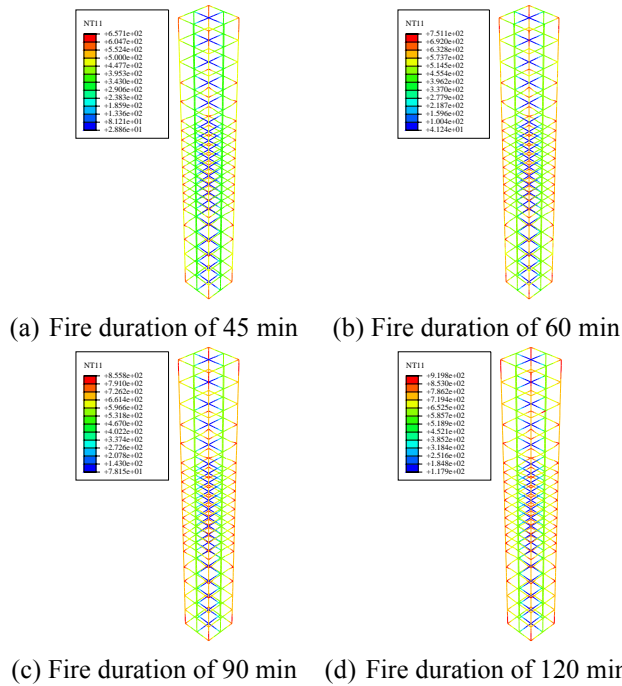 NT11
+6.571e+02
+6.047e+02
+5.524e+02
+5.000e+02
+4.477e+02
+3.953e+02
+3.430e+02
+2.906e+02
+2.383e+02
+1.859e+02
+1.336e+02
+8.121e+01
+2.886e+01
NT11
+7.511e+02
+6.920e+02
+6.328e+02
+5.737e+02
+5.145e+02
+4.554e+02
+3.962e+02
+3.370e+02
+2.779e+02
+2.187e+02
+1.596e+02
+1.004e+02
+4.124e+01
(a) Fire duration of 45 min
(b) Fire duration of 60 min
NT11
+8.558e+02
+7.910e+02
+7.262e+02
+6.614e+02
+5.966e+02
+5.318e+02
+4.670e+02
+4.022e+02
+3.374e+02
+2.726e+02
+2.078e+02
+1.430e+02
+7.815e+01
NT11
+9.198e+02
+8.530e+02
+7.862e+02
+7.194e+02
+6.525e+02
+5.857e+02
+5.189e+02
+4.521e+02
+3.852e+02
+3.184e+02
+2.516e+02
+1.848e+02
+1.179e+02
(c) Fire duration of 90 min
(d) Fire duration of 120 min